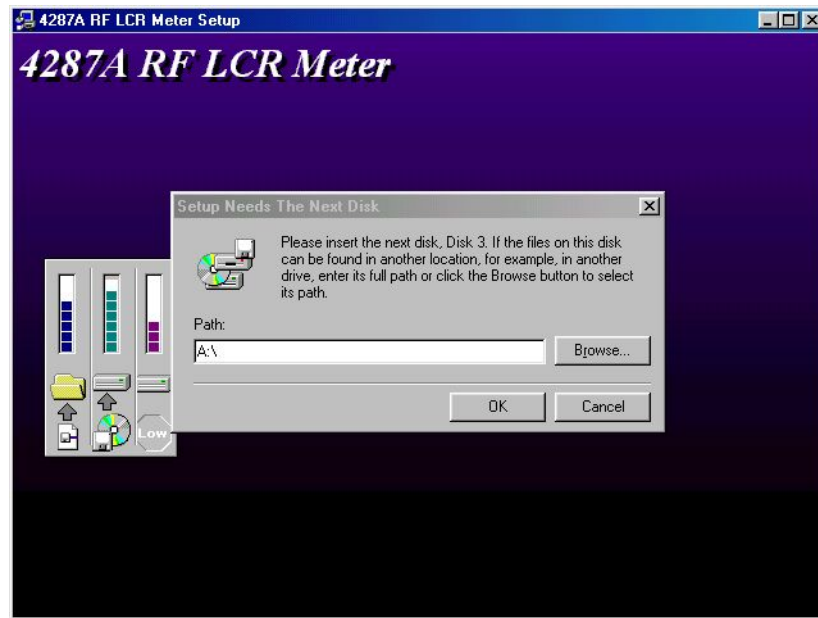 4287A RF LCR Meter Setup
4287A RF LCR Meter
Setup Needs The Next Disk
Please insert the next disk, Disk 3. If the files on this disk
can be found in another location, for example, in another
drive, enter its full path or click the Browse button to select
its path.
Path:
A:\
Browse...
OK
Cancel
Low